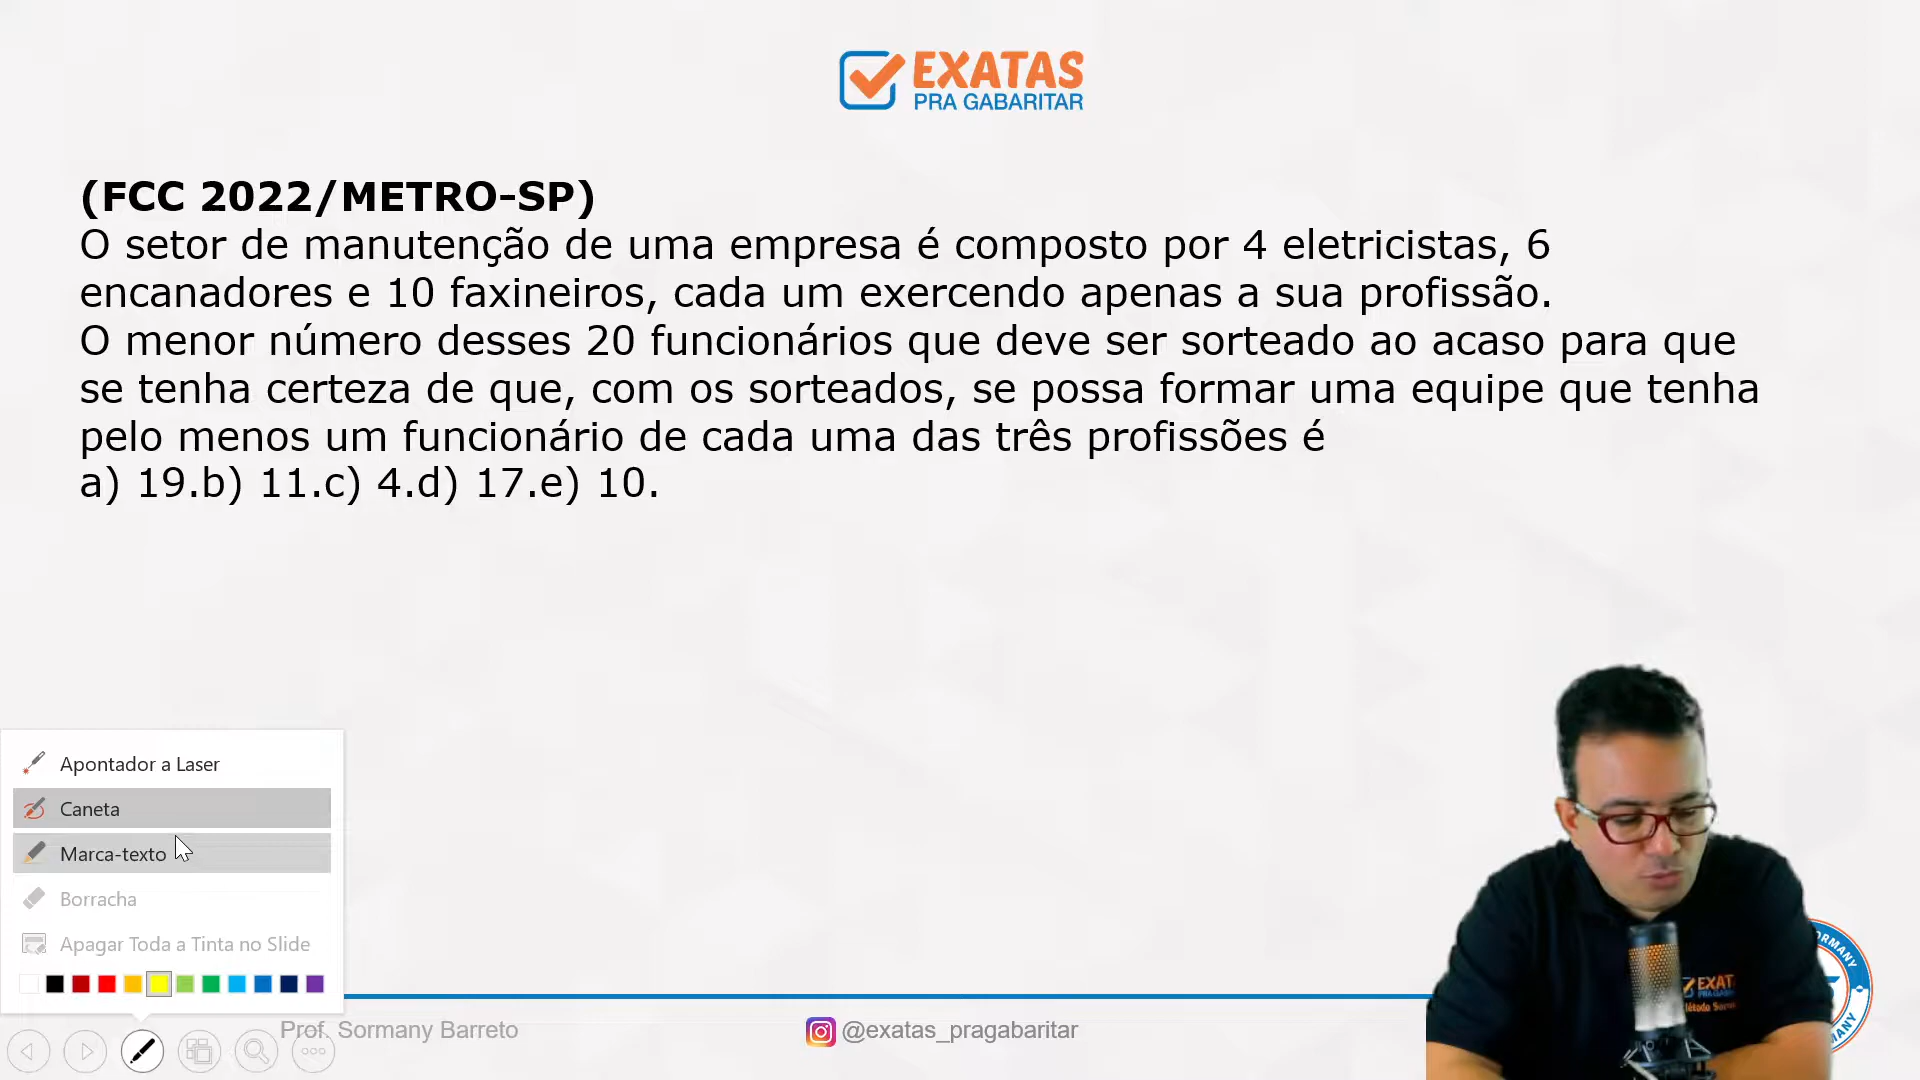 EXATAS
PRA GABARITAR
(FCC 2022/METRO-SP)
O setor de manutenção de uma empresa é composto por 4 eletricistas, 6
encanadores e 10 faxineiros, cada um exercendo apenas a sua profissão.
O menor número desses 20 funcionários que deve ser sorteado ao acaso para que
se tenha certeza de que, com os sorteados, se possa formar uma equipe que tenha
pelo menos um funcionário de cada uma das três profissões é
a) 19.b) 11.c) 4.d) 17.e) 10.
Apontador a Laser
Caneta
Marca-texto
Borracha
Apagar Toda a Tinta no Slide
Prof. Sormany Barreto
@exatas_pragabaritar